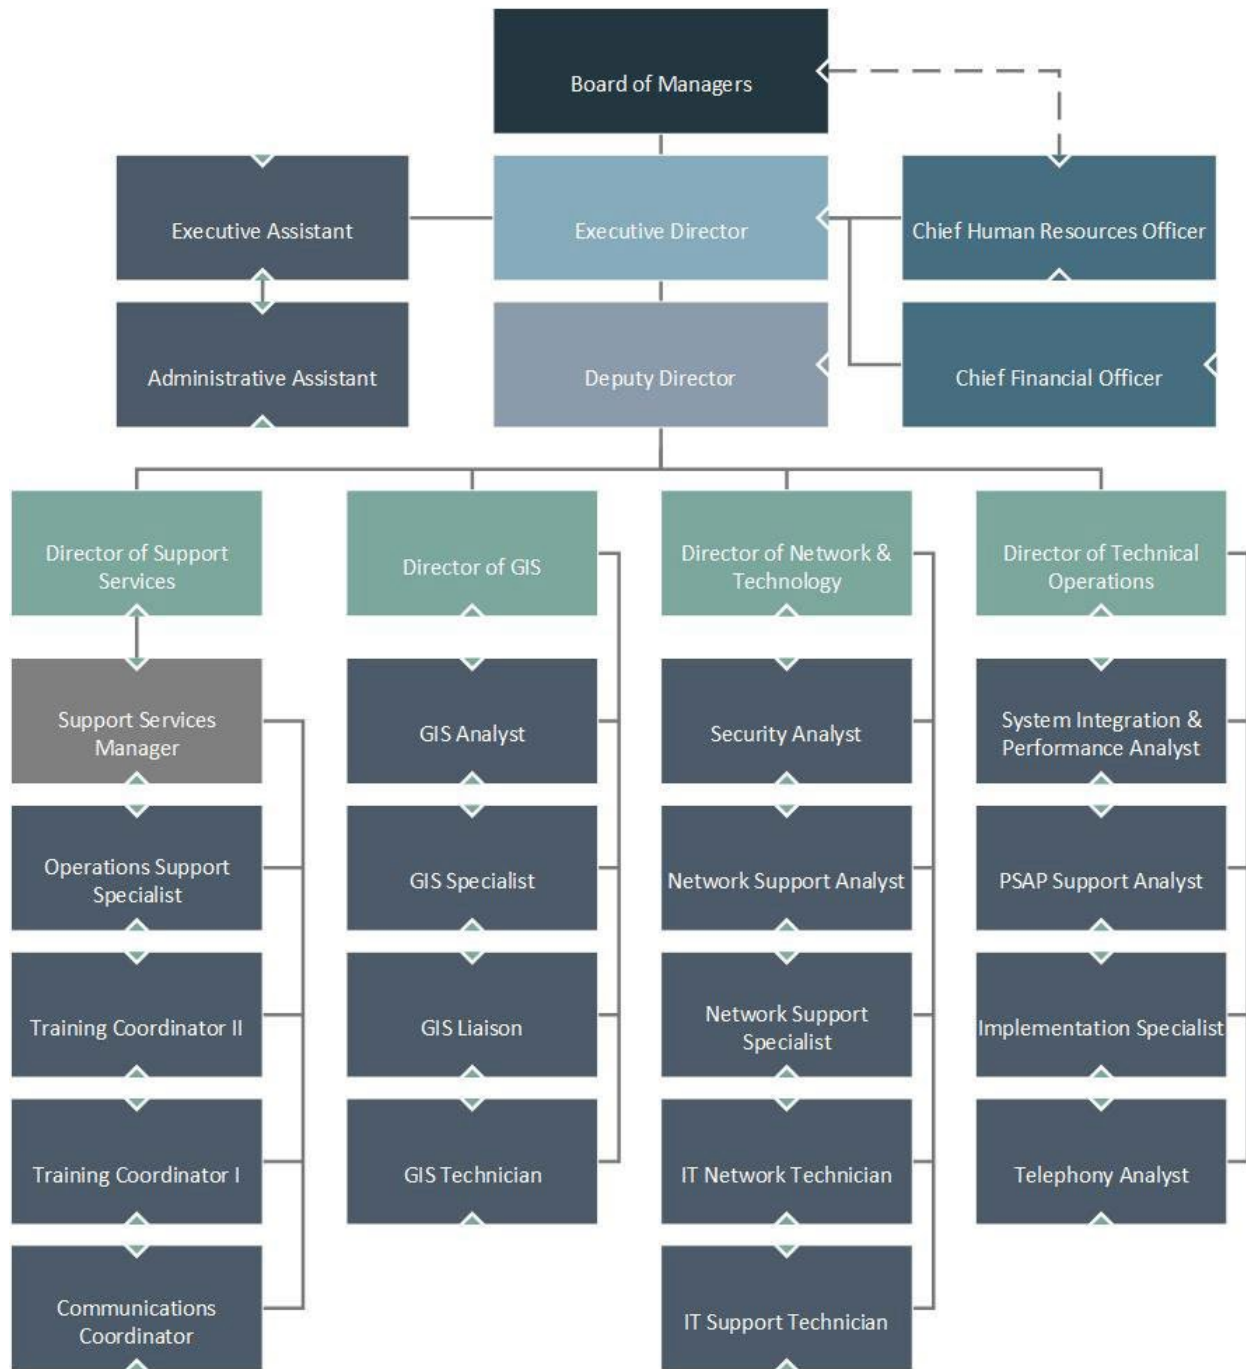 Board of Managers
Executive Assistant
Executive Director
Chief Human Resources Officer
Administrative Assistant
Deputy Director
Chief Financial Officer
Director of Support
Services
Director of GIS
Director of Network &
Technology
Director of Technical
Operations
Support Services
Manager
GIS Analyst
Security Analyst
System Integration &
Performance Analyst
Operations Support
Specialist
GIS Specialist
Network Support Analyst
PSAP Support Analyst
Training Coordinator II
GIS Liaison
Network Support
Specialist
Implementation Specialist
Training Coordinator I
GIS Technician
IT Network Technician
Telephony Analyst
Communications
Coordinator
IT Support Technician